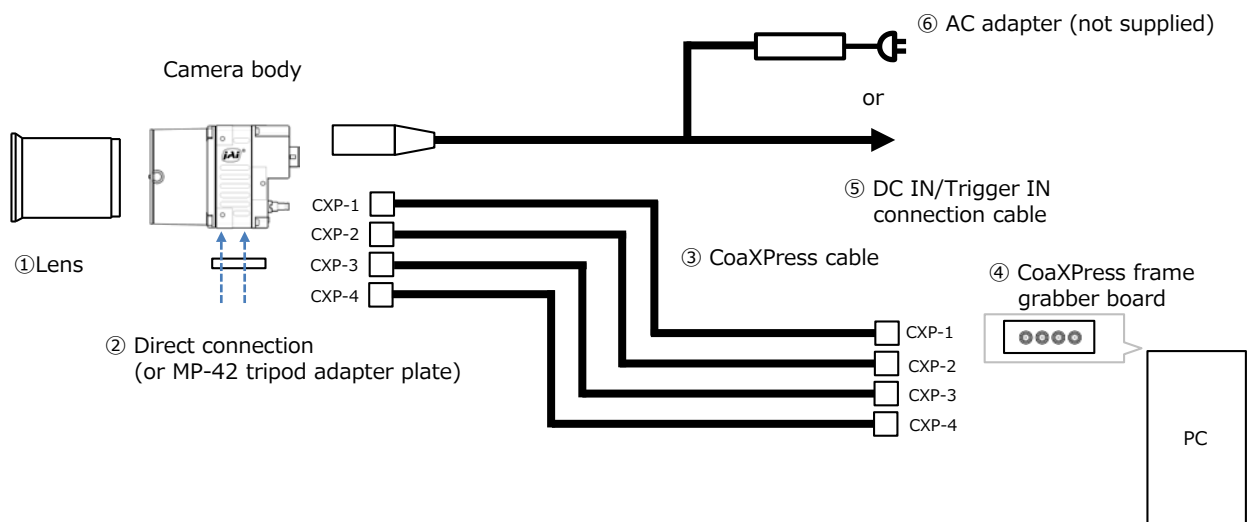 ⑥ AC adapter (not supplied)
Camera body
or
JAI
⑤ DC IN/Trigger IN
connection cable
CXP-1
CXP-2
CXP-3
CXP-4
①Lens
③ CoaXPress cable
④ CoaXPress frame
grabber board
② Direct connection
(or MP-42 tripod adapter plate)
CXP-1
CXP-2
CXP-3
CXP-4
PC